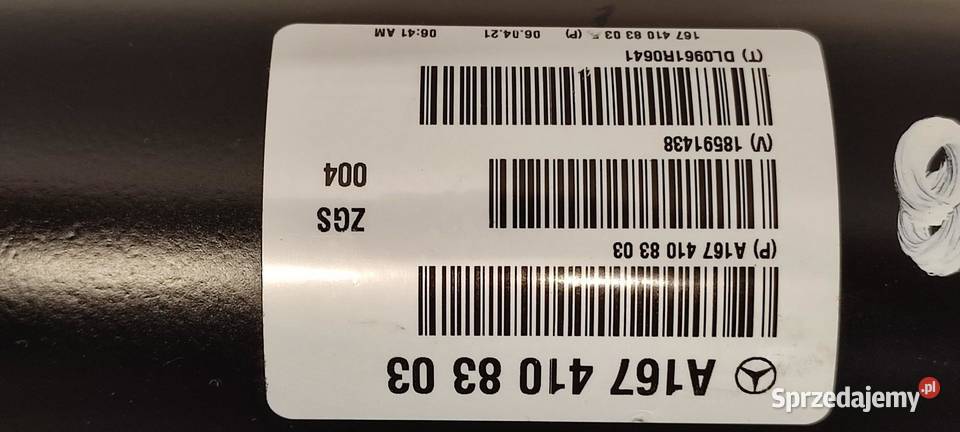 A167 410 83 03
(P) A167 410 83 03
ZGS
004
(V) 18591438
(T) DL0961R0641
167 410 83 03 (P) 06.04.21 06:41 AM
Sprzedajemy.pl